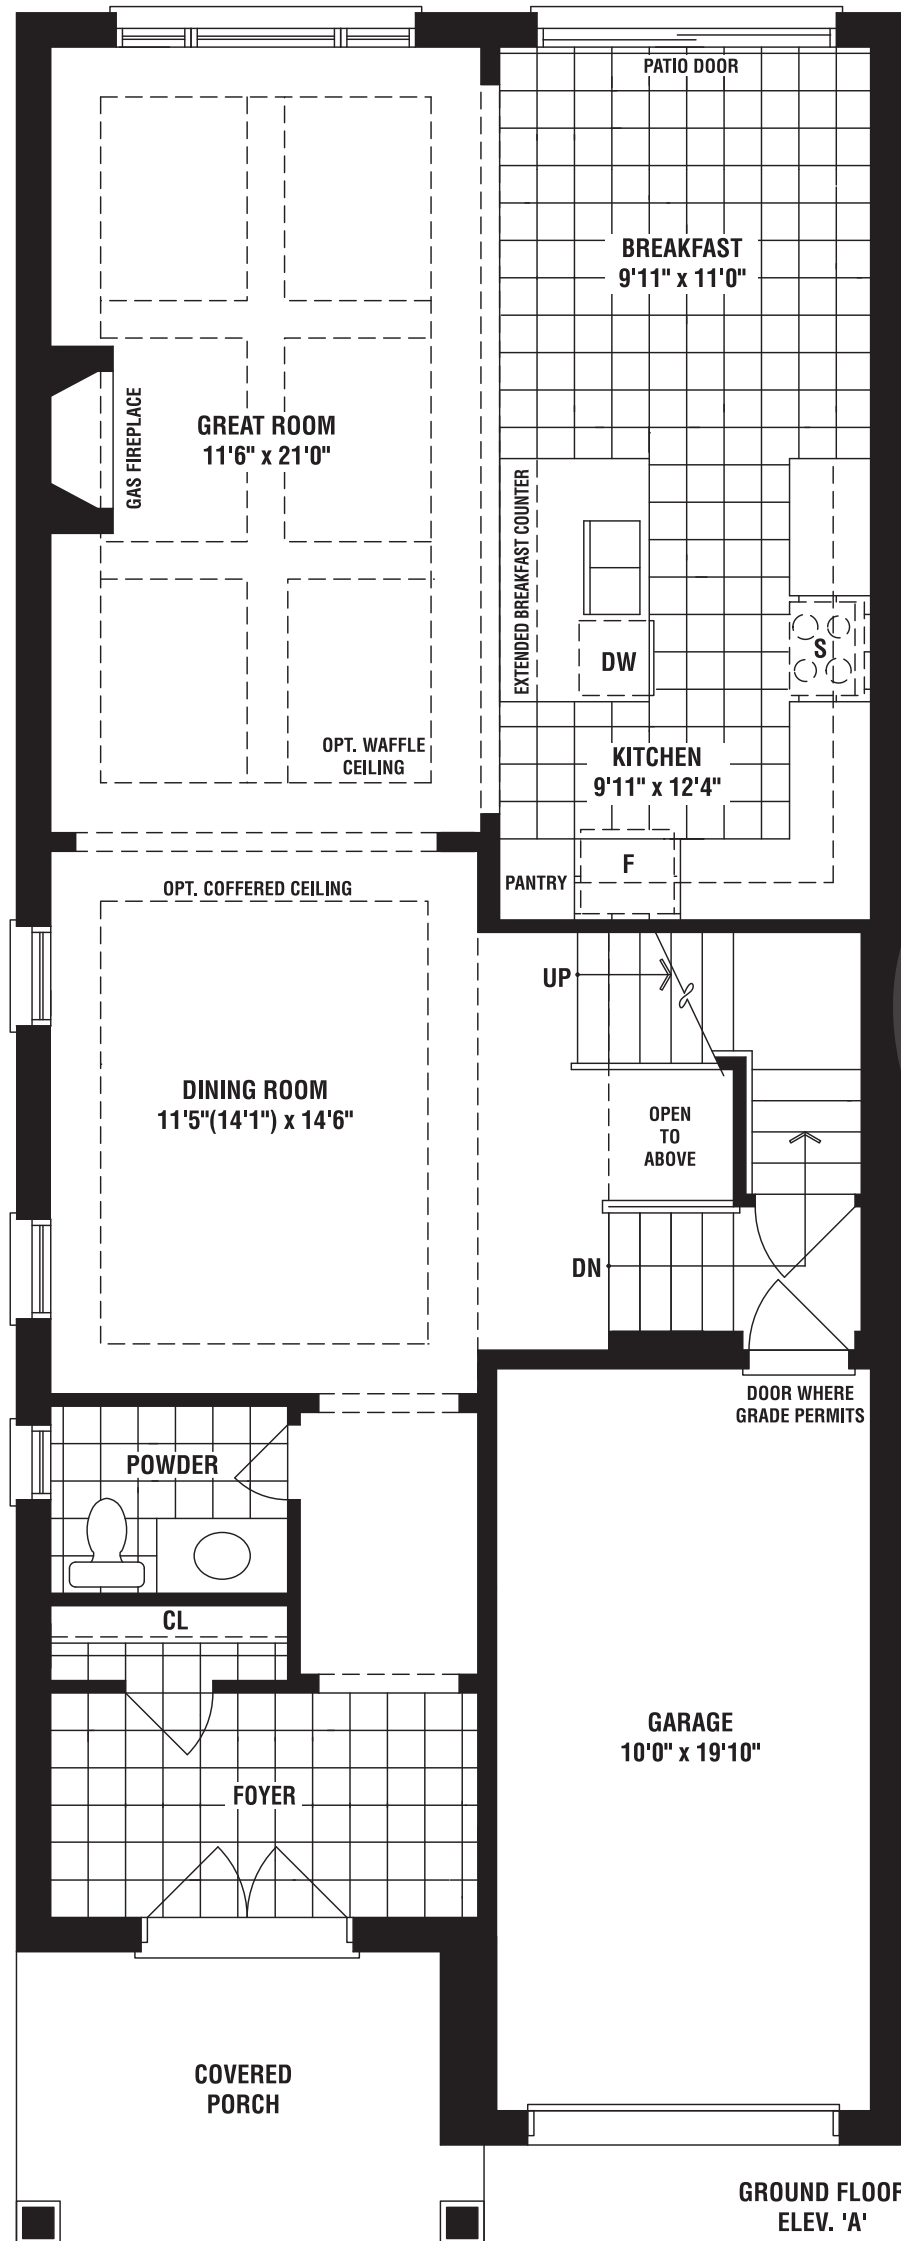 PATIO DOOR
BREAKFAST
9'11" x 11'0"
GREAT ROOM
11'6" x 21'0"
GAS FIREPLACE
EXTENDED BREAKFAST COUNTER
DW
S
OPT. WAFFLE
CEILING
KITCHEN
9'11" x 12'4"
F
PANTRY
OPT. COFFERED CEILING
UP
DINING ROOM
11'5"(14'1") x 14'6"
OPEN
TO
ABOVE
DN
DOOR WHERE
GRADE PERMITS
POWDER
CL
GARAGE
10'0" x 19'10"
FOYER
COVERED
PORCH
GROUND FLOOR
ELEV. 'A'